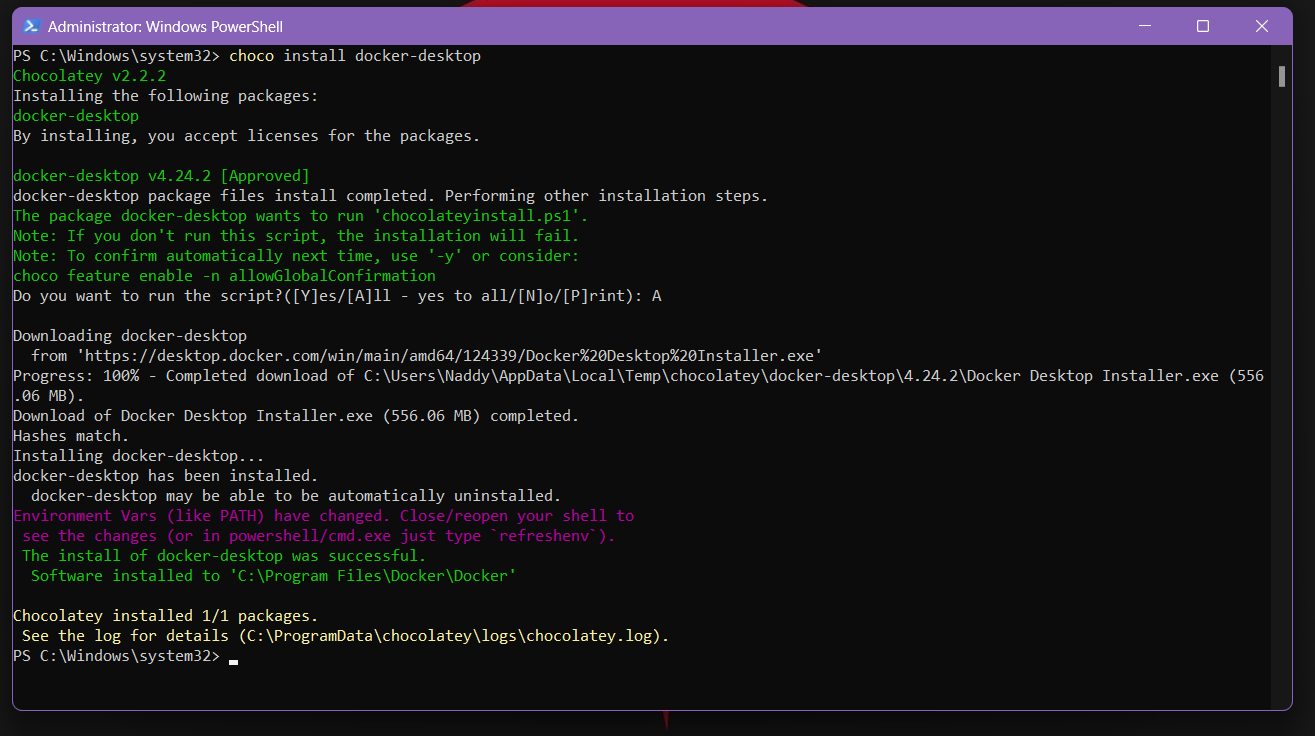 Administrator: Windows PowerShell
PS C:\Windows\system32> choco install docker-desktop
Chocolatey v2.2.2
Installing the following packages:
docker-desktop
By installing, you accept licenses for the packages.
docker-desktop v4.24.2 [Approved]
docker-desktop package files install completed. Performing other installation steps.
The package docker-desktop wants to run 'chocolateyinstall.ps1'.
Note: If you don't run this script, the installation will fail.
Note: To confirm automatically next time, use '-y' or consider:
choco feature enable -n allowGlobalConfirmation
Do you want to run the script?([Y]es/[A]ll - yes to all/[N]o/[P]rint): A
Downloading docker-desktop
  from 'https://desktop.docker.com/win/main/amd64/124339/Docker%20Desktop%20Installer.exe'
Progress: 100% - Completed download of C:\Users\Naddy\AppData\Local\Temp\chocolatey\docker-desktop\4.24.2\Docker Desktop Installer.exe (556
.06 MB).
Download of Docker Desktop Installer.exe (556.06 MB) completed.
Hashes match.
Installing docker-desktop...
docker-desktop has been installed.
  docker-desktop may be able to be automatically uninstalled.
Environment Vars (like PATH) have changed. Close/reopen your shell to
 see the changes (or in powershell/cmd.exe just type `refreshenv`).
 The install of docker-desktop was successful.
  Software installed to 'C:\Program Files\Docker\Docker'
Chocolatey installed 1/1 packages.
 See the log for details (C:\ProgramData\chocolatey\logs\chocolatey.log).
PS C:\Windows\system32>